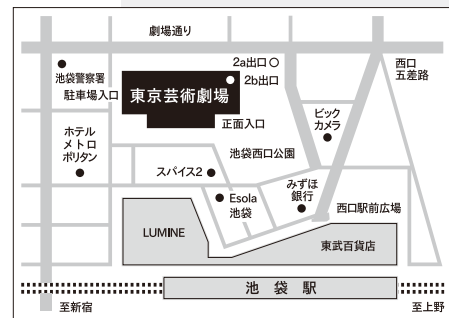 劇場通り
2a出口
2b出口
西口
五差路
池袋警察署
駐車場入口
東京芸術劇場
正面入口
ビック
カメラ
ホテル
メトロ
ポリタン
池袋西口公園
スパイス2
Esola
池袋
みずほ
銀行
西口駅前広場
LUMINE
東武百貨店
池袋駅
至新宿
至上野